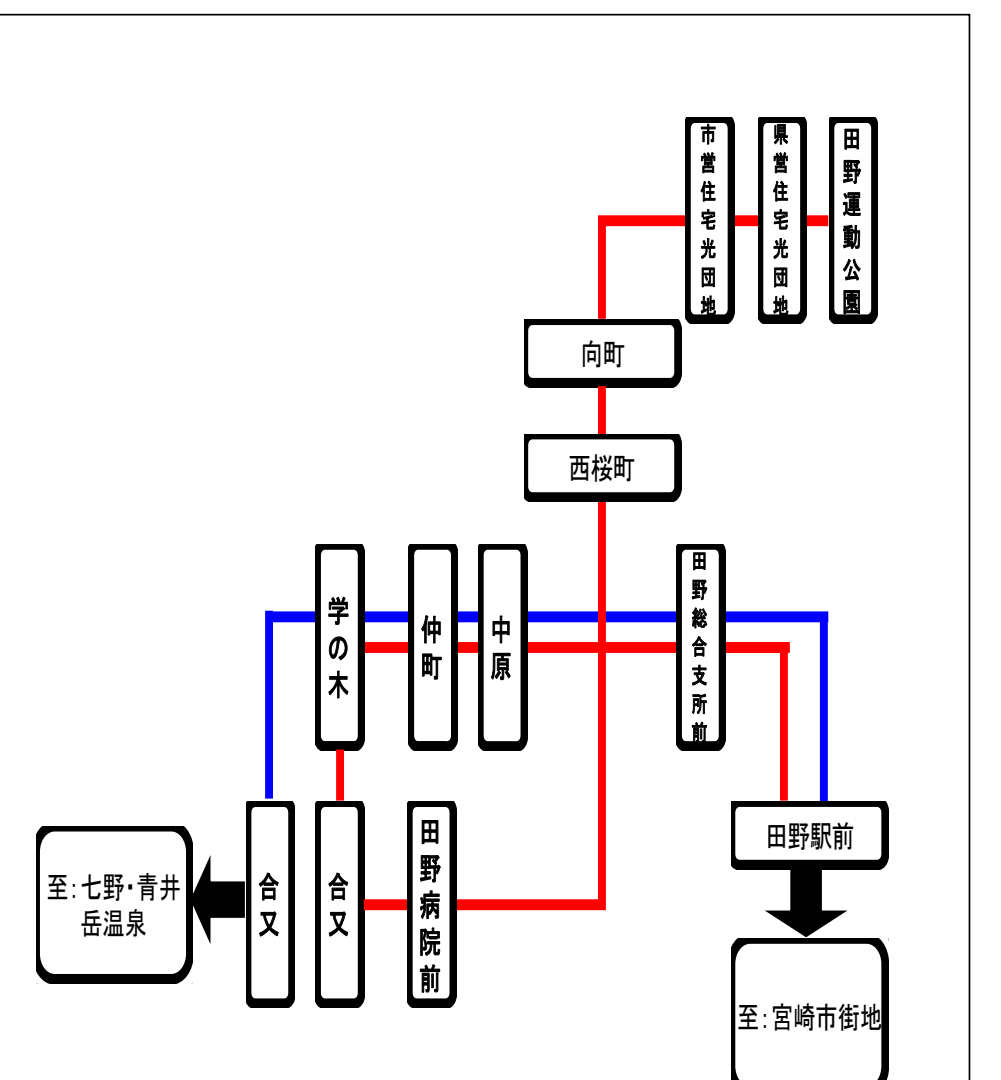 市営住宅光団地
県営住宅光団地
田野運動公園
向町
西桜町
学の木
仲町
中原
田野総合支所前
至:七野・青井
岳温泉
合又
合又
田野病院前
田野駅前
至:宮崎市街地